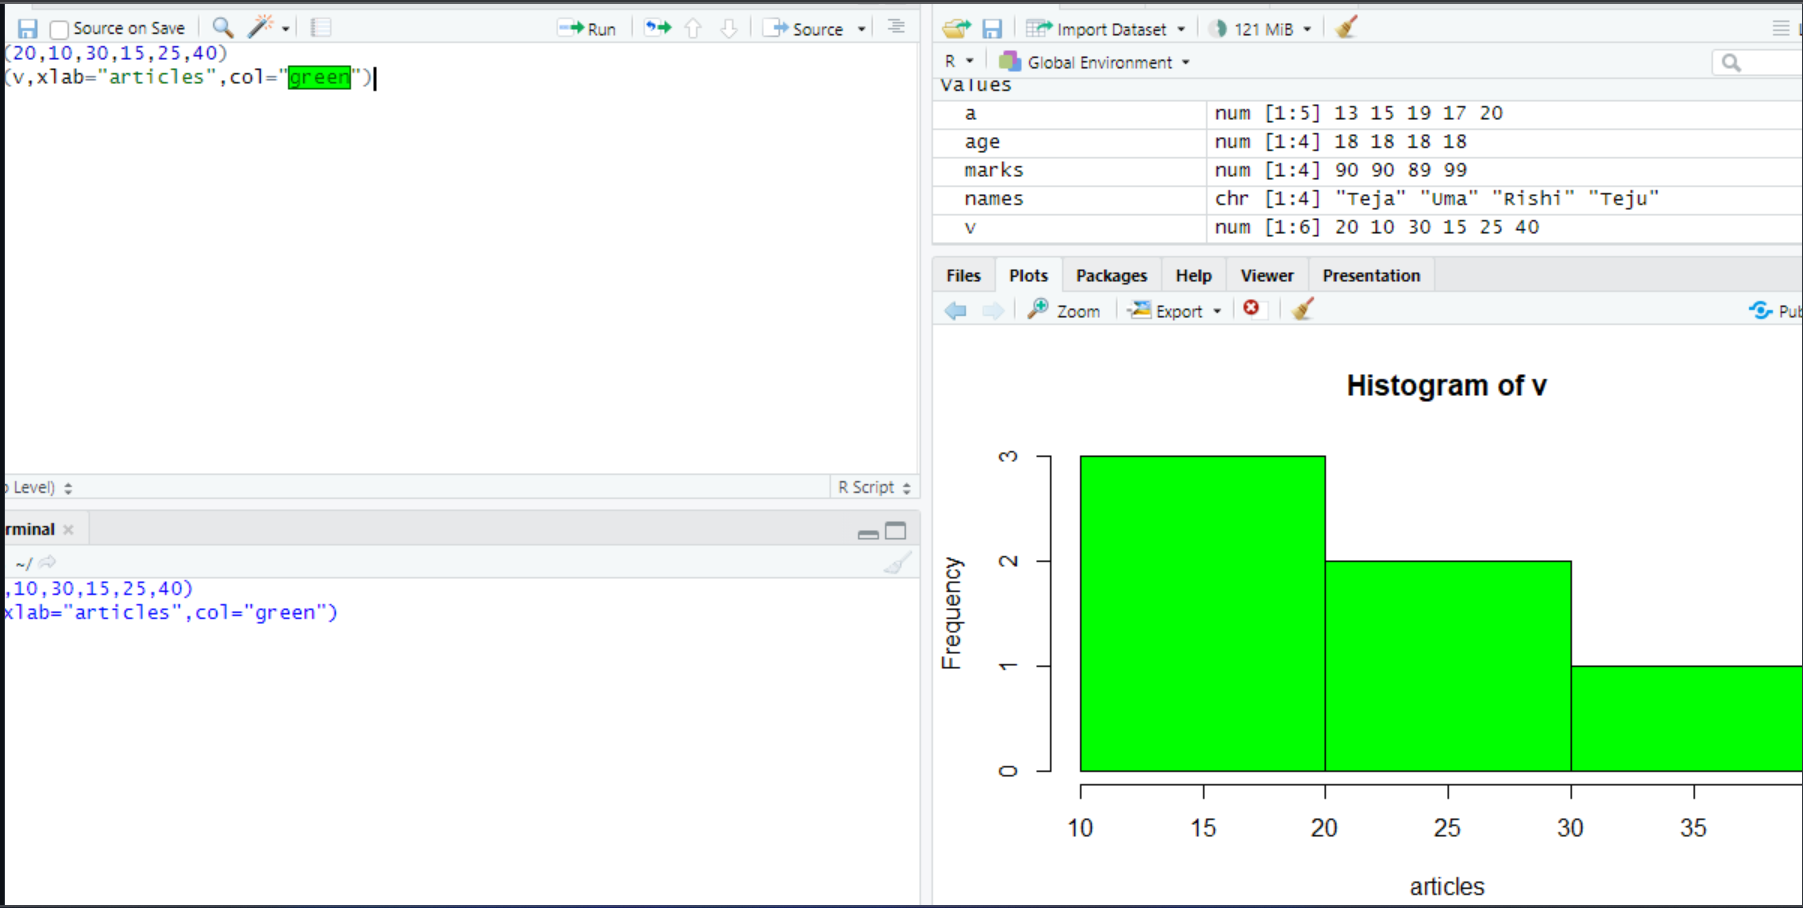 Source on Save Run Source
(20,10,30,15,25,40)
(v,xlab="articles",col="green")
Level) R Script
rminal
~/
,10,30,15,25,40)
xlab="articles",col="green")
Import Dataset 121 MiB
R Global Environment
Values
a num [1:5] 13 15 19 17 20
age num [1:4] 18 18 18 18
marks num [1:4] 90 90 89 99
names chr [1:4] "Teja" "Uma" "Rishi" "Teju"
v num [1:6] 20 10 30 15 25 40
Files Plots Packages Help Viewer Presentation
Zoom Export Pub
Histogram of v
Frequency
3
2
1
0
10 15 20 25 30 35
articles